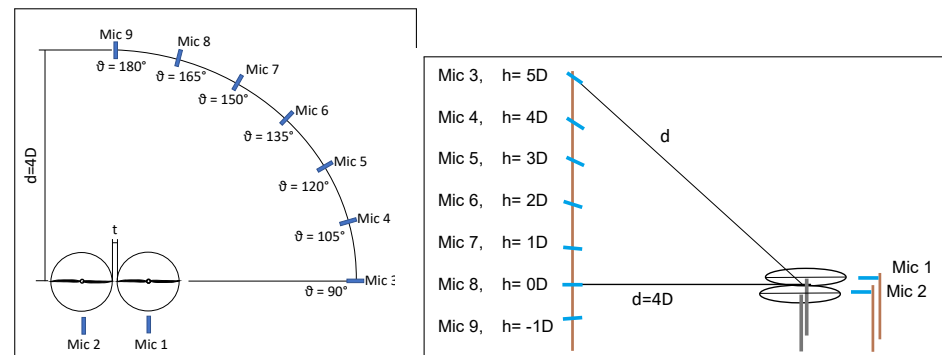 Mic 9
ϑ = 180°
Mic 8
ϑ = 165°
Mic 7
ϑ = 150°
Mic 6
ϑ = 135°
Mic 5
ϑ = 120°
Mic 4
ϑ = 105°
Mic 3
ϑ = 90°
d=4D
t
Mic 2
Mic 1
Mic 3, h= 5D
Mic 4, h= 4D
Mic 5, h= 3D
Mic 6, h= 2D
Mic 7, h= 1D
Mic 8, h= 0D
Mic 9, h= -1D
d
d=4D
Mic 1
Mic 2